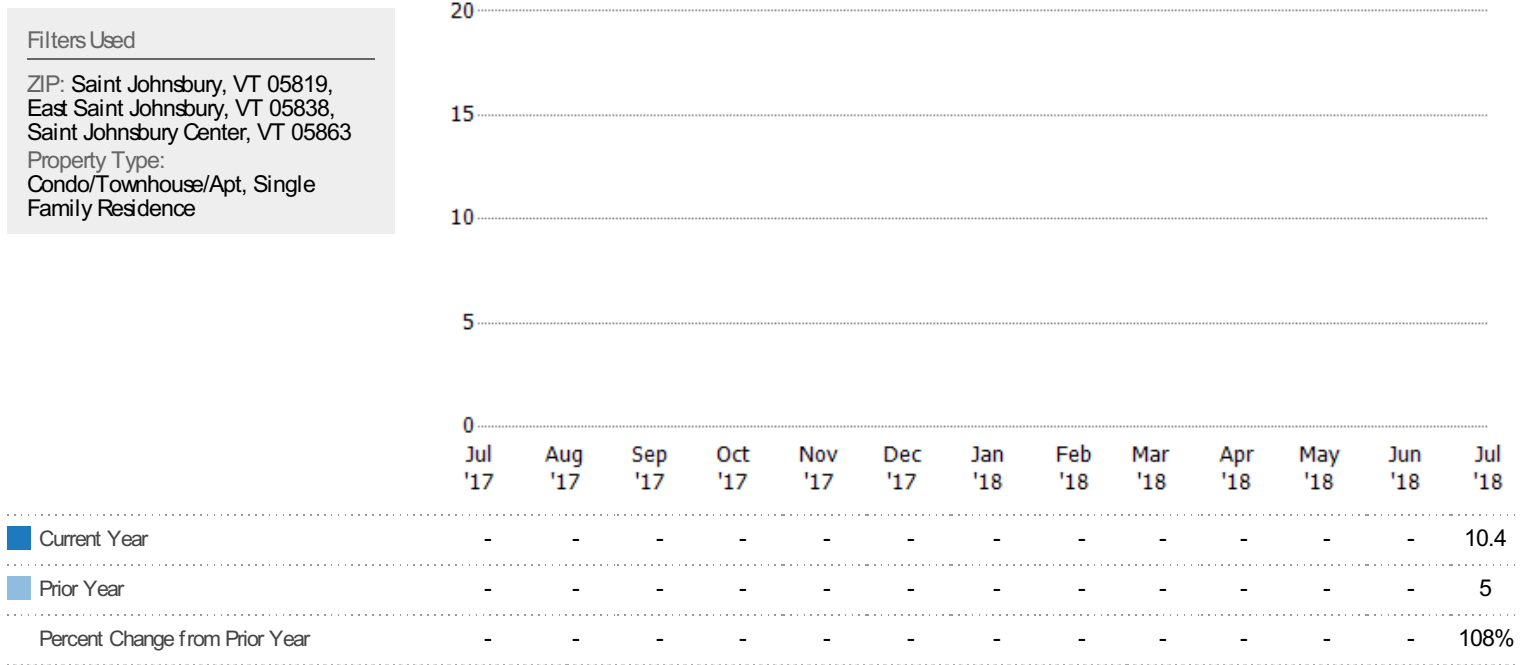 Filters Used
ZIP: Saint Johnsbury, VT 05819,
East Saint Johnsbury, VT 05838,
Saint Johnsbury Center, VT 05863
Property Type:
Condo/Townhouse/Apt, Single
Family Residence
20
15
10
5
0
Jul Aug Sep Oct Nov Dec Jan Feb Mar Apr May Jun Jul
'17 '17 '17 '17 '17 '17 '18 '18 '18 '18 '18 '18 '18
Current Year - - - - - - - - - - - - 10.4
Prior Year - - - - - - - - - - - - 5
Percent Change from Prior Year - - - - - - - - - - - - 108%